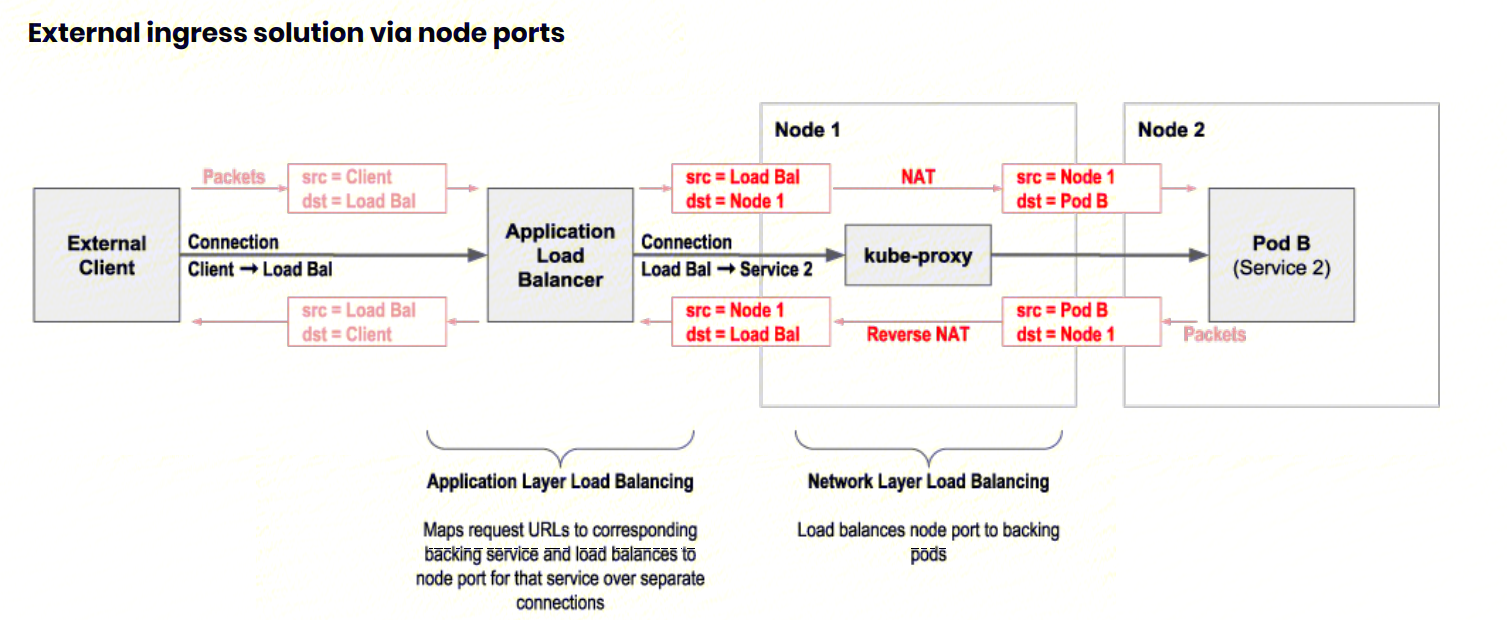 External ingress solution via node ports
Node 1
Node 2
Packets
src = Client
dst = Load Bal
src = Load Bal
dst = Node 1
NAT
src = Node 1
dst = Pod B
External
Client
Connection
Client → Load Bal
Application
Load
Balancer
Connection
Load Bal → Service 2
kube-proxy
Pod B
(Service 2)
src = Load Bal
dst = Client
src = Node 1
dst = Load Bal
Reverse NAT
src = Pod B
dst = Node 1
Packets
Application Layer Load Balancing
Maps request URLs to corresponding
backing service and load balances to
node port for that service over separate
connections
Network Layer Load Balancing
Load balances node port to backing
pods